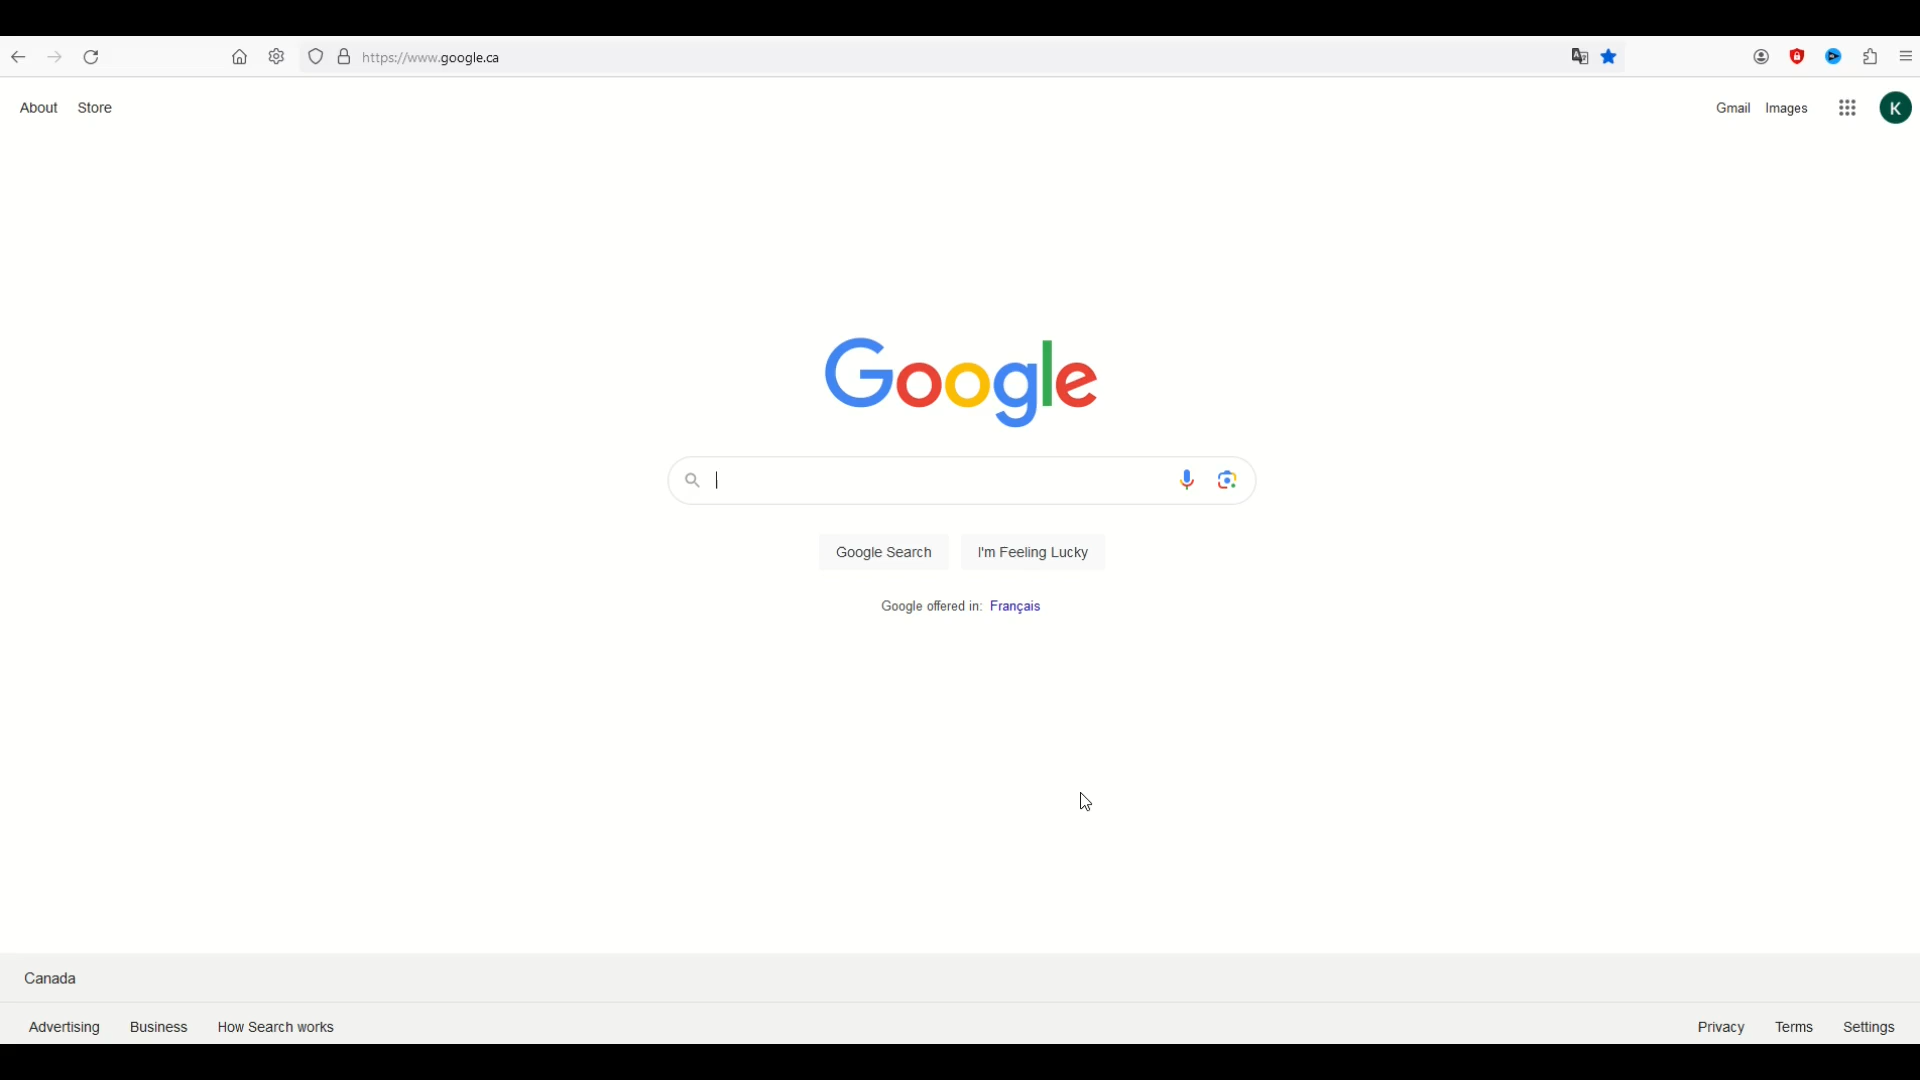 https://www.google.ca
About Store
Gmail Images
K
Google
Google Search I'm Feeling Lucky
Google offered in: Français
Canada
Advertising Business How Search works
Privacy Terms Settings